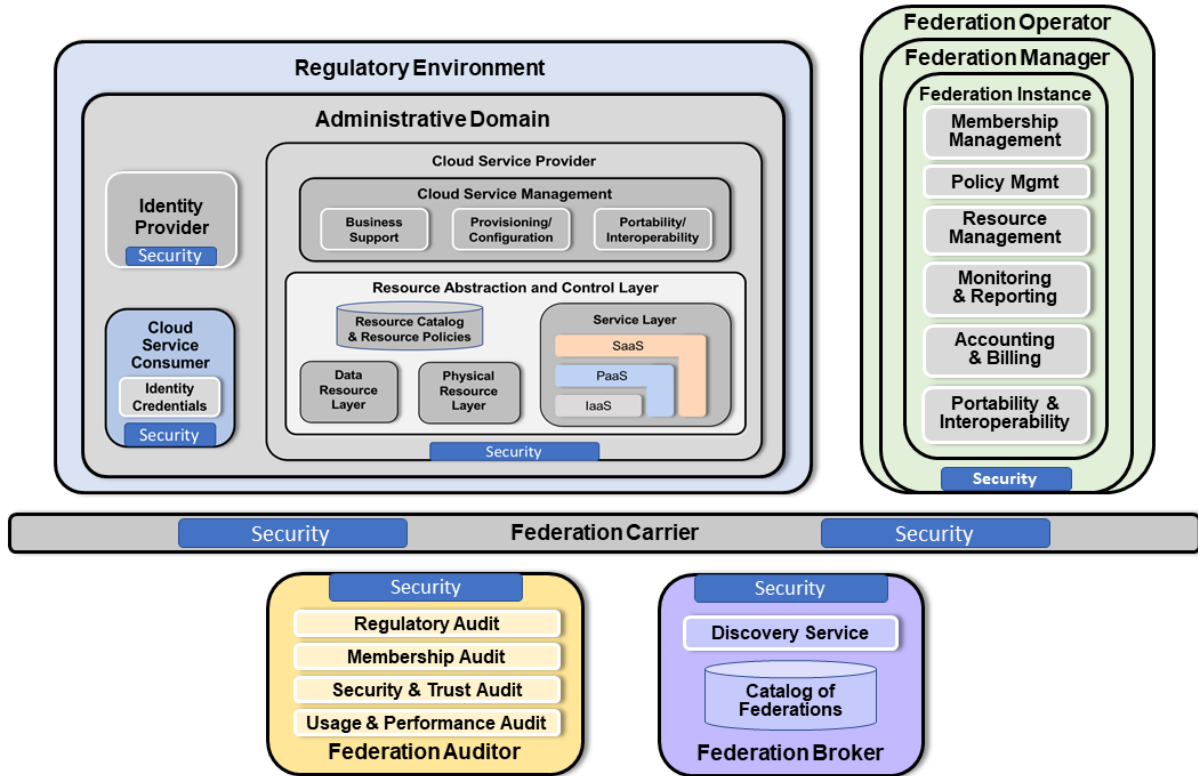 Federation Operator
Federation Manager
Federation Instance
Membership
Management
Policy Mgmt
Resource
Management
Monitoring
& Reporting
Accounting
& Billing
Portability &
Interoperability
Security
Regulatory Environment
Administrative Domain
Identity
Provider
Security
Cloud
Service
Consumer
Identity
Credentials
Security
Cloud Service Provider
Cloud Service Management
Business
Support
Provisioning/
Configuration
Portability/
Interoperability
Resource Abstraction and Control Layer
Resource Catalog
& Resource Policies
Data
Resource
Layer
Physical
Resource
Layer
Service Layer
SaaS
PaaS
IaaS
Security
Security
Federation Carrier
Security
Security
Regulatory Audit
Membership Audit
Security & Trust Audit
Usage & Performance Audit
Federation Auditor
Security
Discovery Service
Catalog of
Federations
Federation Broker